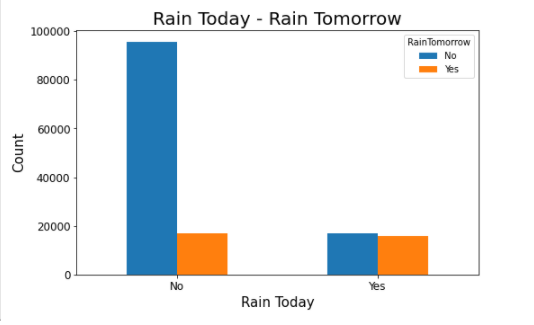 Rain Today - Rain Tomorrow
100000
80000
60000
40000
20000
0
Count
RainTomorrow
No
Yes
No Yes
Rain Today